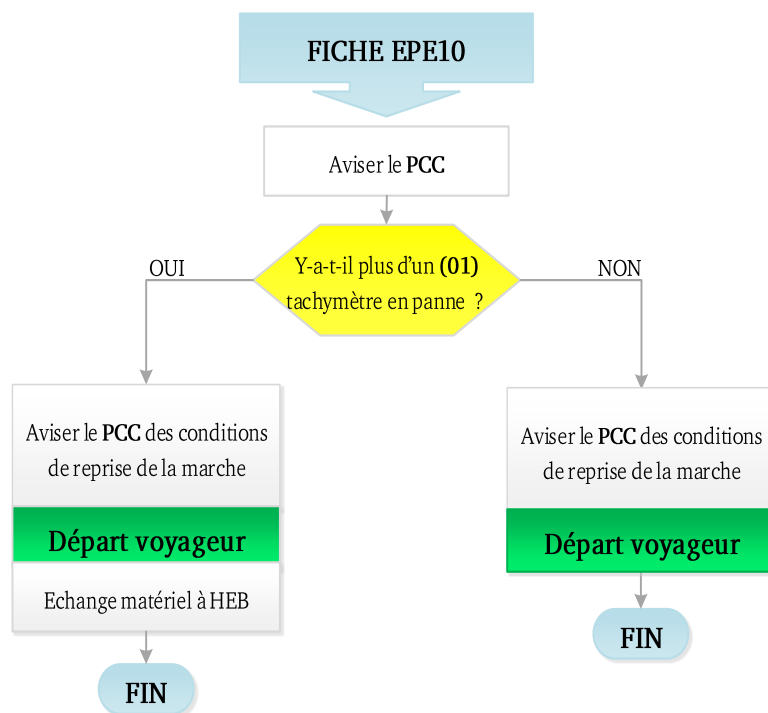 FICHE EPE10
Aviser le PCC
Y-a-t-il plus d'un (01)
tachymètre en panne ?
OUI
NON
Aviser le PCC des conditions
de reprise de la marche
Départ voyageur
Echange matériel à HEB
FIN
Aviser le PCC des conditions
de reprise de la marche
Départ voyageur
FIN